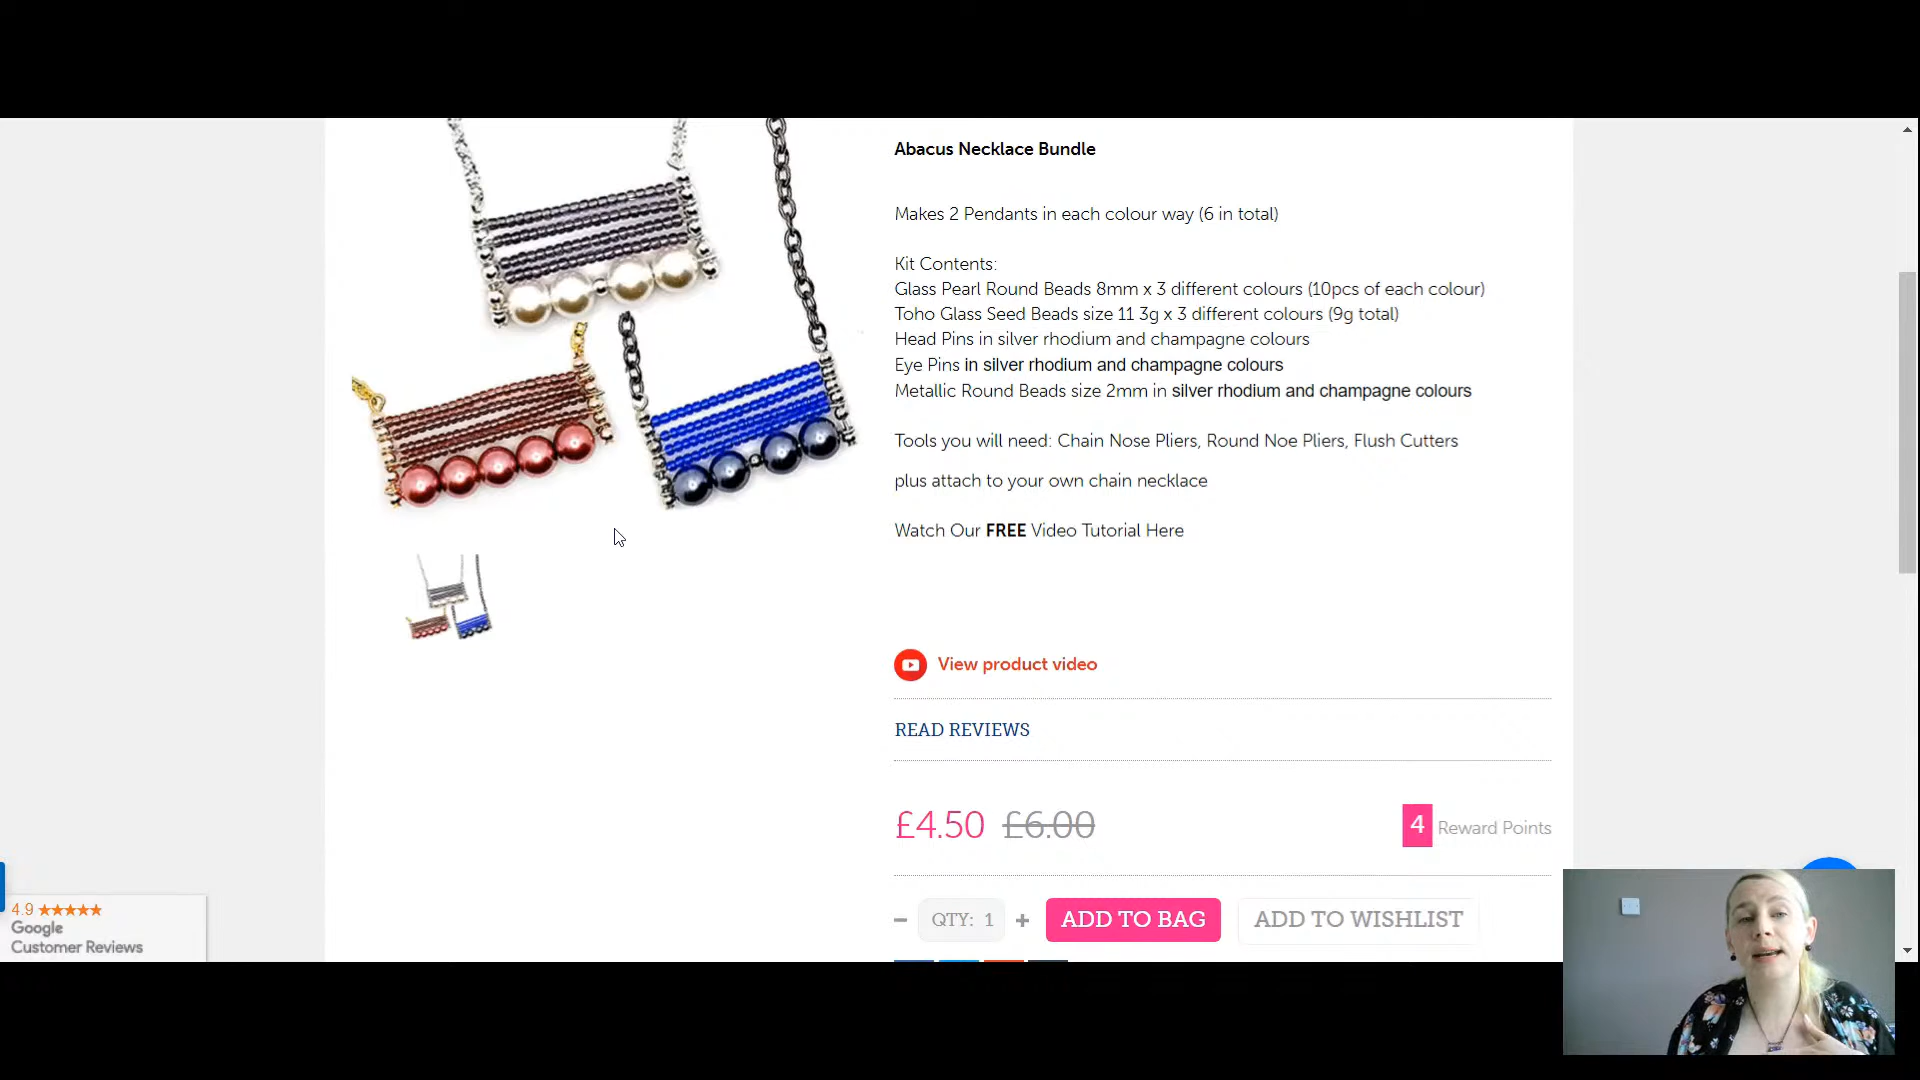 Abacus Necklace Bundle
Makes 2 Pendants in each colour way (6 in total)
Kit Contents:
Glass Pearl Round Beads 8mm x 3 different colours (10pcs of each colour)
Toho Glass Seed Beads size 11 3g x 3 different colours (9g total)
Head Pins in silver rhodium and champagne colours
Eye Pins in silver rhodium and champagne colours
Metallic Round Beads size 2mm in silver rhodium and champagne colours
Tools you will need: Chain Nose Pliers, Round Noe Pliers, Flush Cutters
plus attach to your own chain necklace
Watch Our FREE Video Tutorial Here
View product video
READ REVIEWS
£4.50 £6.00
4 Reward Points
− QTY: 1 + ADD TO BAG ADD TO WISHLIST
4.9 ★★★★★
Google
Customer Reviews